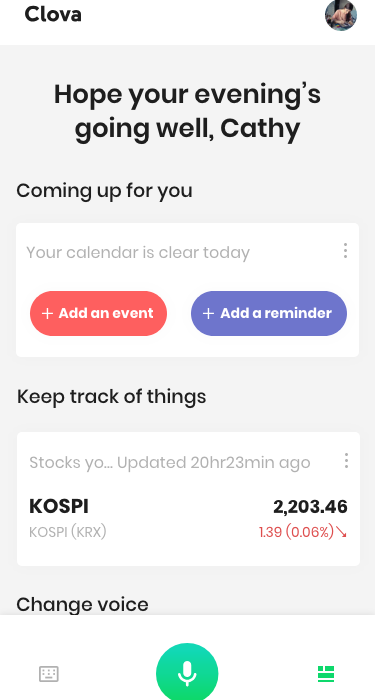 Clova
Hope your evening's
going well, Cathy
Coming up for you
Your calendar is clear today
+ Add an event
+ Add a reminder
Keep track of things
Stocks yo... Updated 20hr23min ago
KOSPI 2,203.46
KOSPI (KRX) 1.39 (0.06%)↘
Change voice